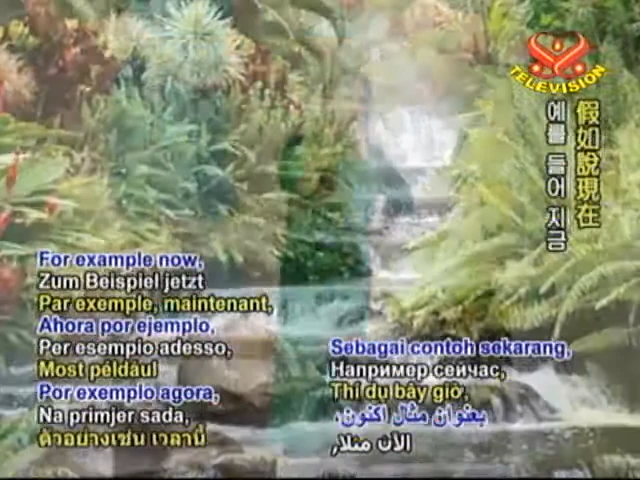 TELEVISION
假如說現在
예를 들어 지금
For example now,
Zum Beispiel jetzt
Par exemple, maintenant,
Ahora por ejemplo,
Per esempio adesso,
Most például
Por exemplo agora,
Na primjer sada,
ตัวอย่างเช่น เวลานี้
Sebagai contoh sekarang,
Например сейчас,
Thí dụ bây giờ,
بعنوان مثال اکنون،
الآن مثلا,